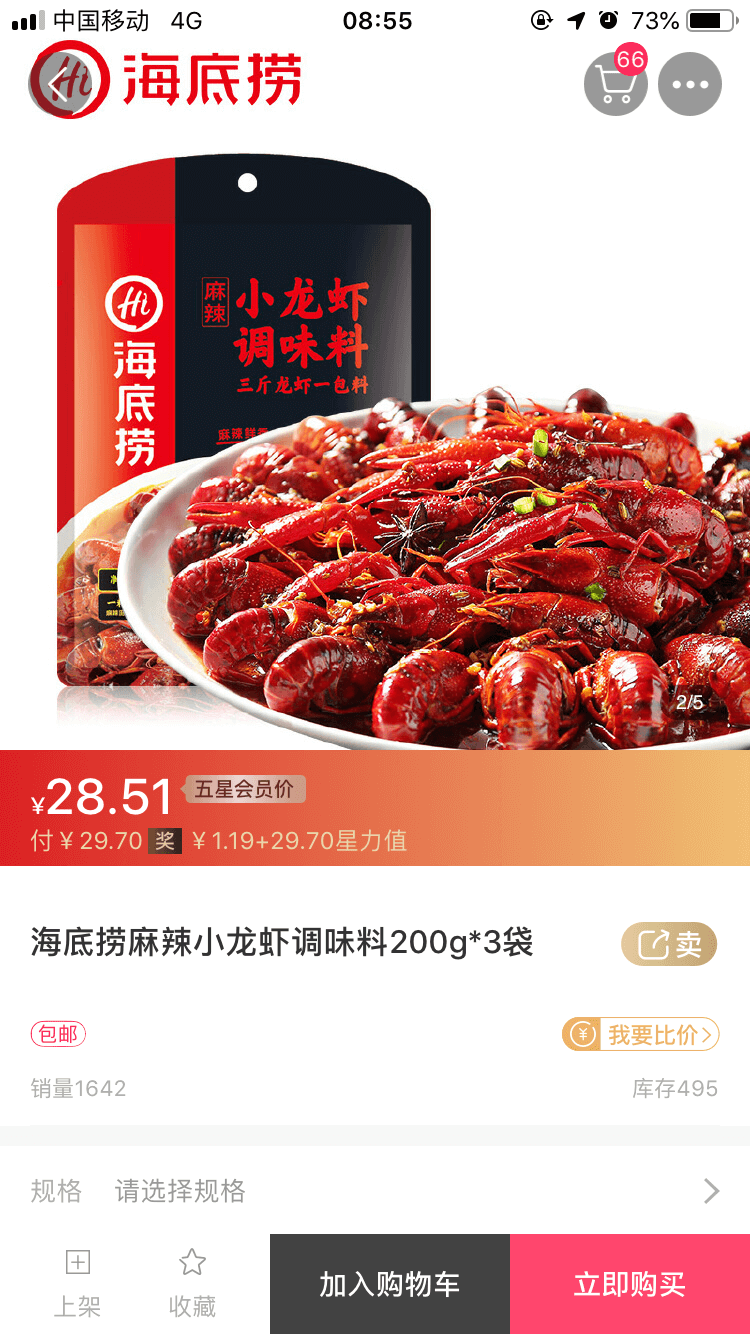 中国移动 4G 08:55 73%
66
Hi 海底捞
Hi
海底捞
麻辣
小龙虾
调味料
三斤龙虾一包料
麻辣鲜
2/5
¥28.51 五星会员价
付¥29.70 奖 ¥1.19+29.70星力值
海底捞麻辣小龙虾调味料200g*3袋
卖
包邮
¥ 我要比价
销量1642
库存495
规格 请选择规格
上架
收藏
加入购物车
立即购买